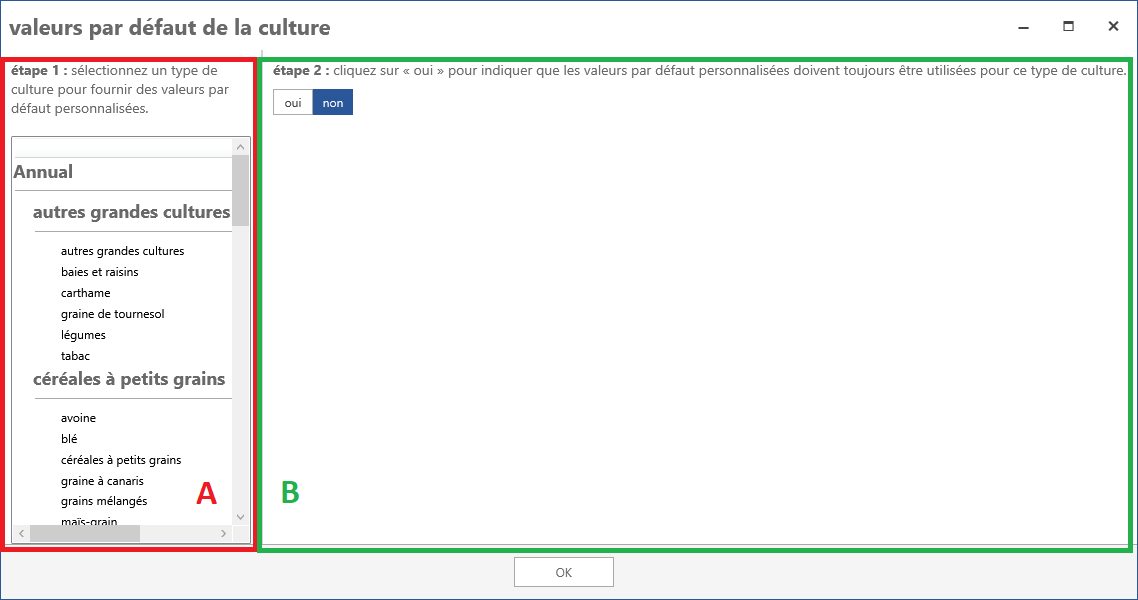 valeurs par défaut de la culture
étape 1 : sélectionnez un type de
culture pour fournir des valeurs par
défaut personnalisées.
Annual
autres grandes cultures
autres grandes cultures
baies et raisins
carthame
graine de tournesol
légumes
tabac
céréales à petits grains
avoine
blé
céréales à petits grains
graine à canaris
grains mélangés
maïs-grain
A
étape 2 : cliquez sur « oui » pour indiquer que les valeurs par défaut personnalisées doivent toujours être utilisées pour ce type de culture.
oui non
B
OK